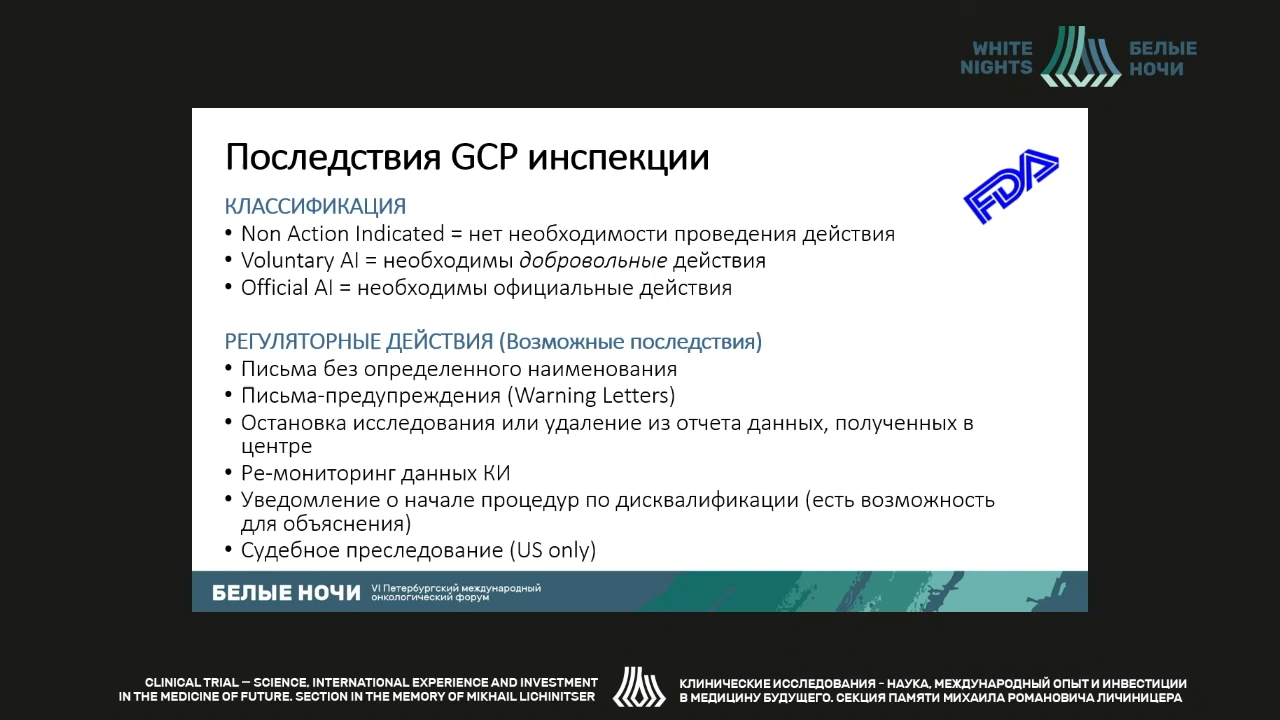 WHITE
NIGHTS
БЕЛЫЕ
НОЧИ
Последствия GCP инспекции
FDA
КЛАССИФИКАЦИЯ
• Non Action Indicated = нет необходимости проведения действия
• Voluntary AI = необходимы добровольные действия
• Official AI = необходимы официальные действия
РЕГУЛЯТОРНЫЕ ДЕЙСТВИЯ (Возможные последствия)
• Письма без определенного наименования
• Письма-предупреждения (Warning Letters)
• Остановка исследования или удаление из отчета данных, полученных в
центре
• Ре-мониторинг данных КИ
• Уведомление о начале процедур по дисквалификации (есть возможность
для объяснения)
• Судебное преследование (US only)
БЕЛЫЕ НОЧИ
VI Петербургский международный
онкологический форум
CLINICAL TRIAL – SCIENCE, INTERNATIONAL EXPERIENCE AND INVESTMENT
IN THE MEDICINE OF FUTURE. SECTION IN THE MEMORY OF MIKHAIL LICHINITSER
КЛИНИЧЕСКИЕ ИССЛЕДОВАНИЯ - НАУКА, МЕЖДУНАРОДНЫЙ ОПЫТ И ИНВЕСТИЦИИ
В МЕДИЦИНУ БУДУЩЕГО. СЕКЦИЯ ПАМЯТИ МИХАИЛА РОМАНОВИЧА ЛИЧИНИЦЕРА